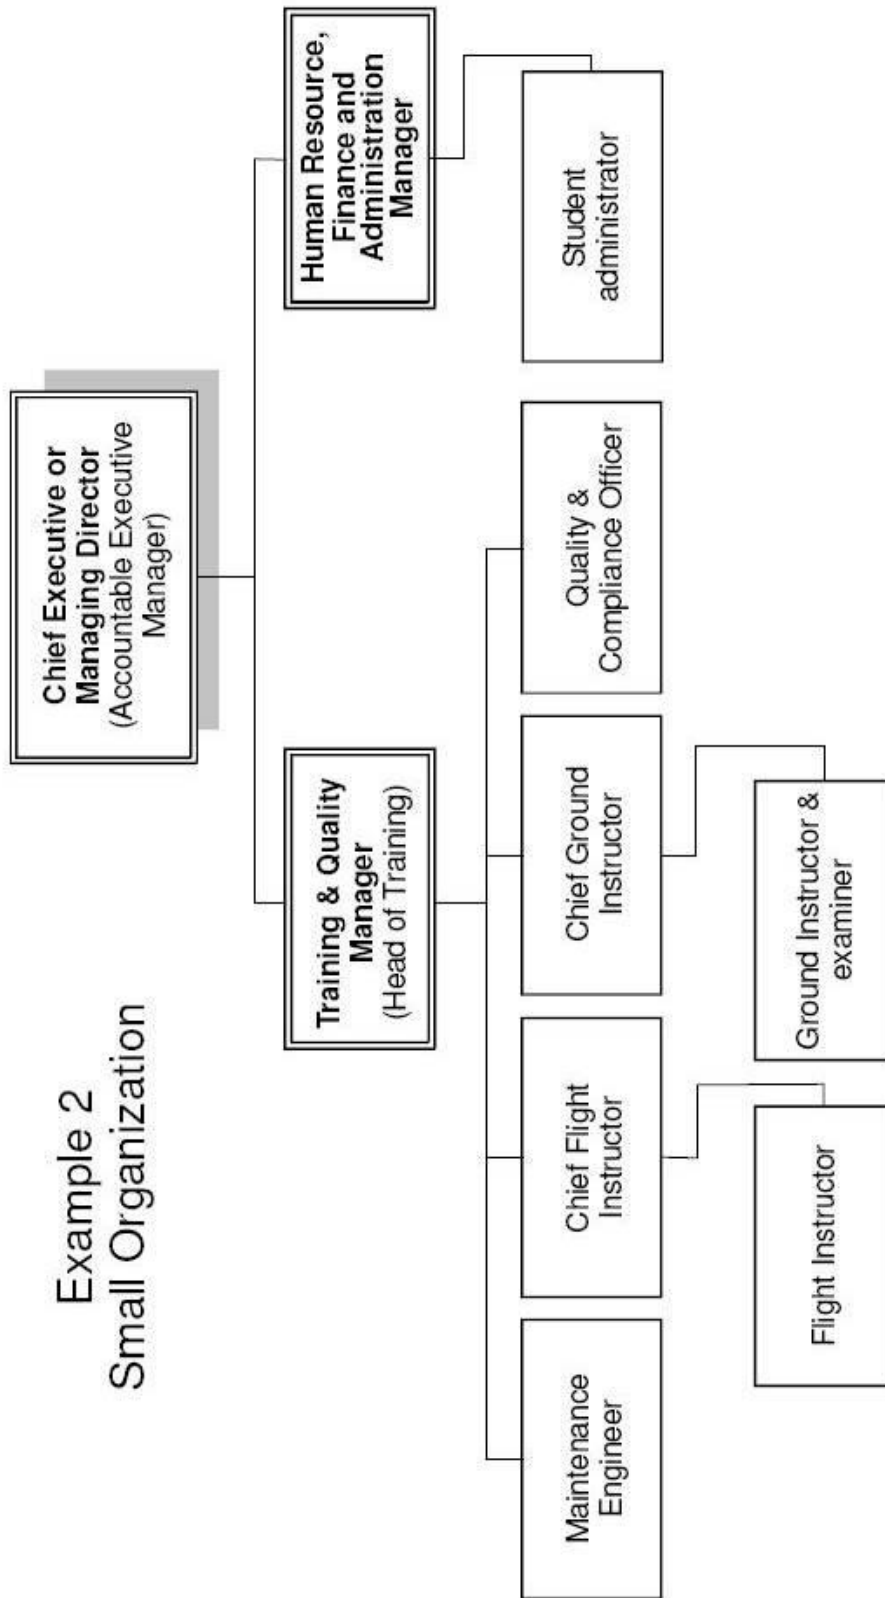 Example 2
Small Organization
Chief Executive or
Managing Director
(Accountable Executive
Manager)
Training & Quality
Manager
(Head of Training)
Human Resource,
Finance and
Administration
Manager
Maintenance
Engineer
Chief Flight
Instructor
Chief Ground
Instructor
Quality &
Compliance Officer
Student
administrator
Flight Instructor
Ground Instructor &
examiner